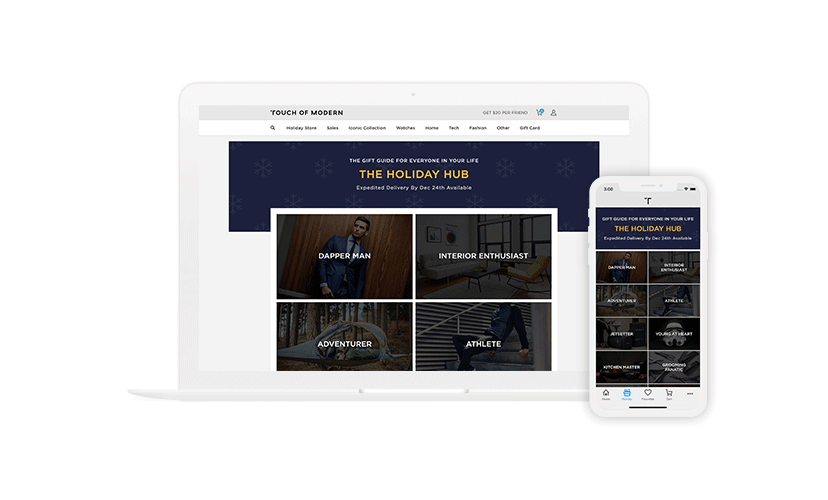 TOUCH OF MODERN
GET $20 PER FRIEND
Holiday Store Sales Iconic Collection Watches Home Tech Fashion Other Gift Card
THE GIFT GUIDE FOR EVERYONE IN YOUR LIFE
THE HOLIDAY HUB
Expedited Delivery By Dec 24th Available
DAPPER MAN
INTERIOR ENTHUSIAST
ADVENTURER
ATHLETE
3:00
T
GIFT GUIDE FOR EVERYONE IN YOUR LIFE
THE HOLIDAY HUB
Expedited Delivery By Dec 24th Available
DAPPER MAN
INTERIOR
ENTHUSIAST
ADVENTURER
ATHLETE
JETSETTER
YOUNG AT HEART
KITCHEN MASTER
GROOMING
FANATIC
Home Holiday Favorites Cart